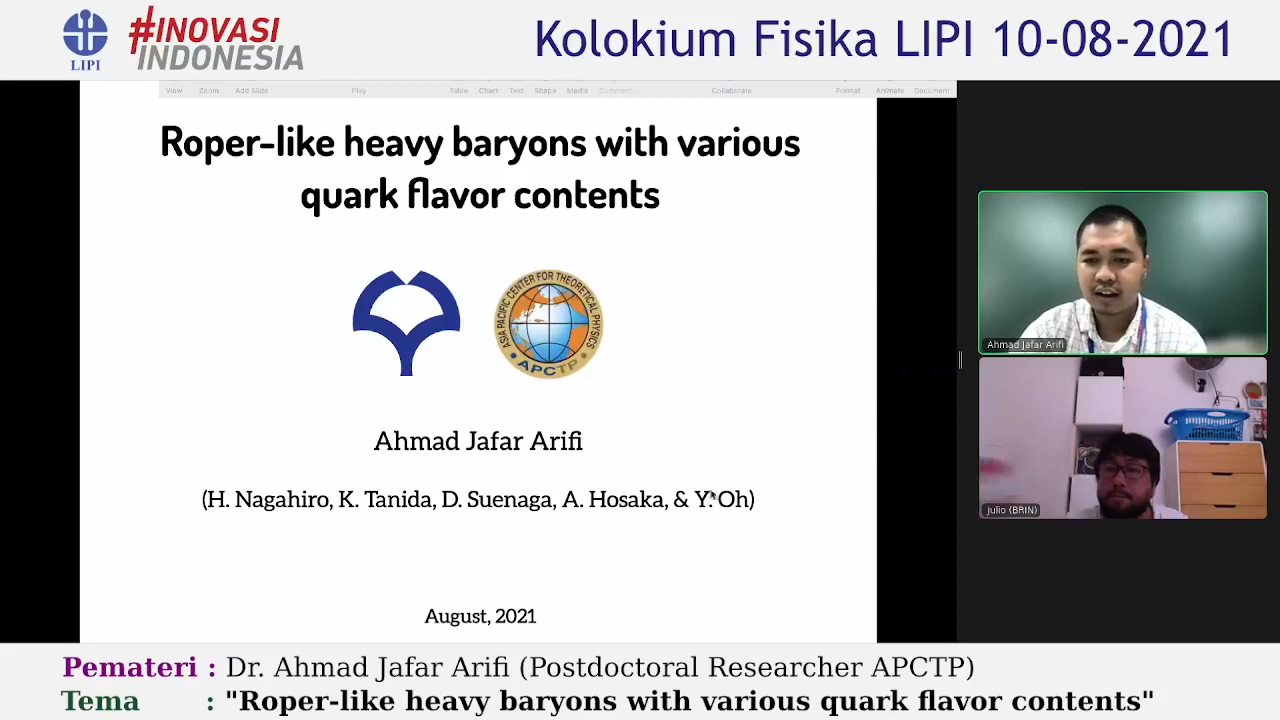 LIPI
#INOVASI
INDONESIA
Kolokium Fisika LIPI 10-08-2021
View Zoom Add Slide Play Table Chart Text Shape Media Comment Collaborate Format Animate Document
Roper-like heavy baryons with various
quark flavor contents
ASIA PACIFIC CENTER FOR THEORETICAL PHYSICS
APCTP
Ahmad Jafar Arifi
(H. Nagahiro, K. Tanida, D. Suenaga, A. Hosaka, & Y. Oh)
August, 2021
Ahmad Jafar Arifi
Julio (BRIN)
Pemateri : Dr. Ahmad Jafar Arifi (Postdoctoral Researcher APCTP)
Tema : "Roper-like heavy baryons with various quark flavor contents"